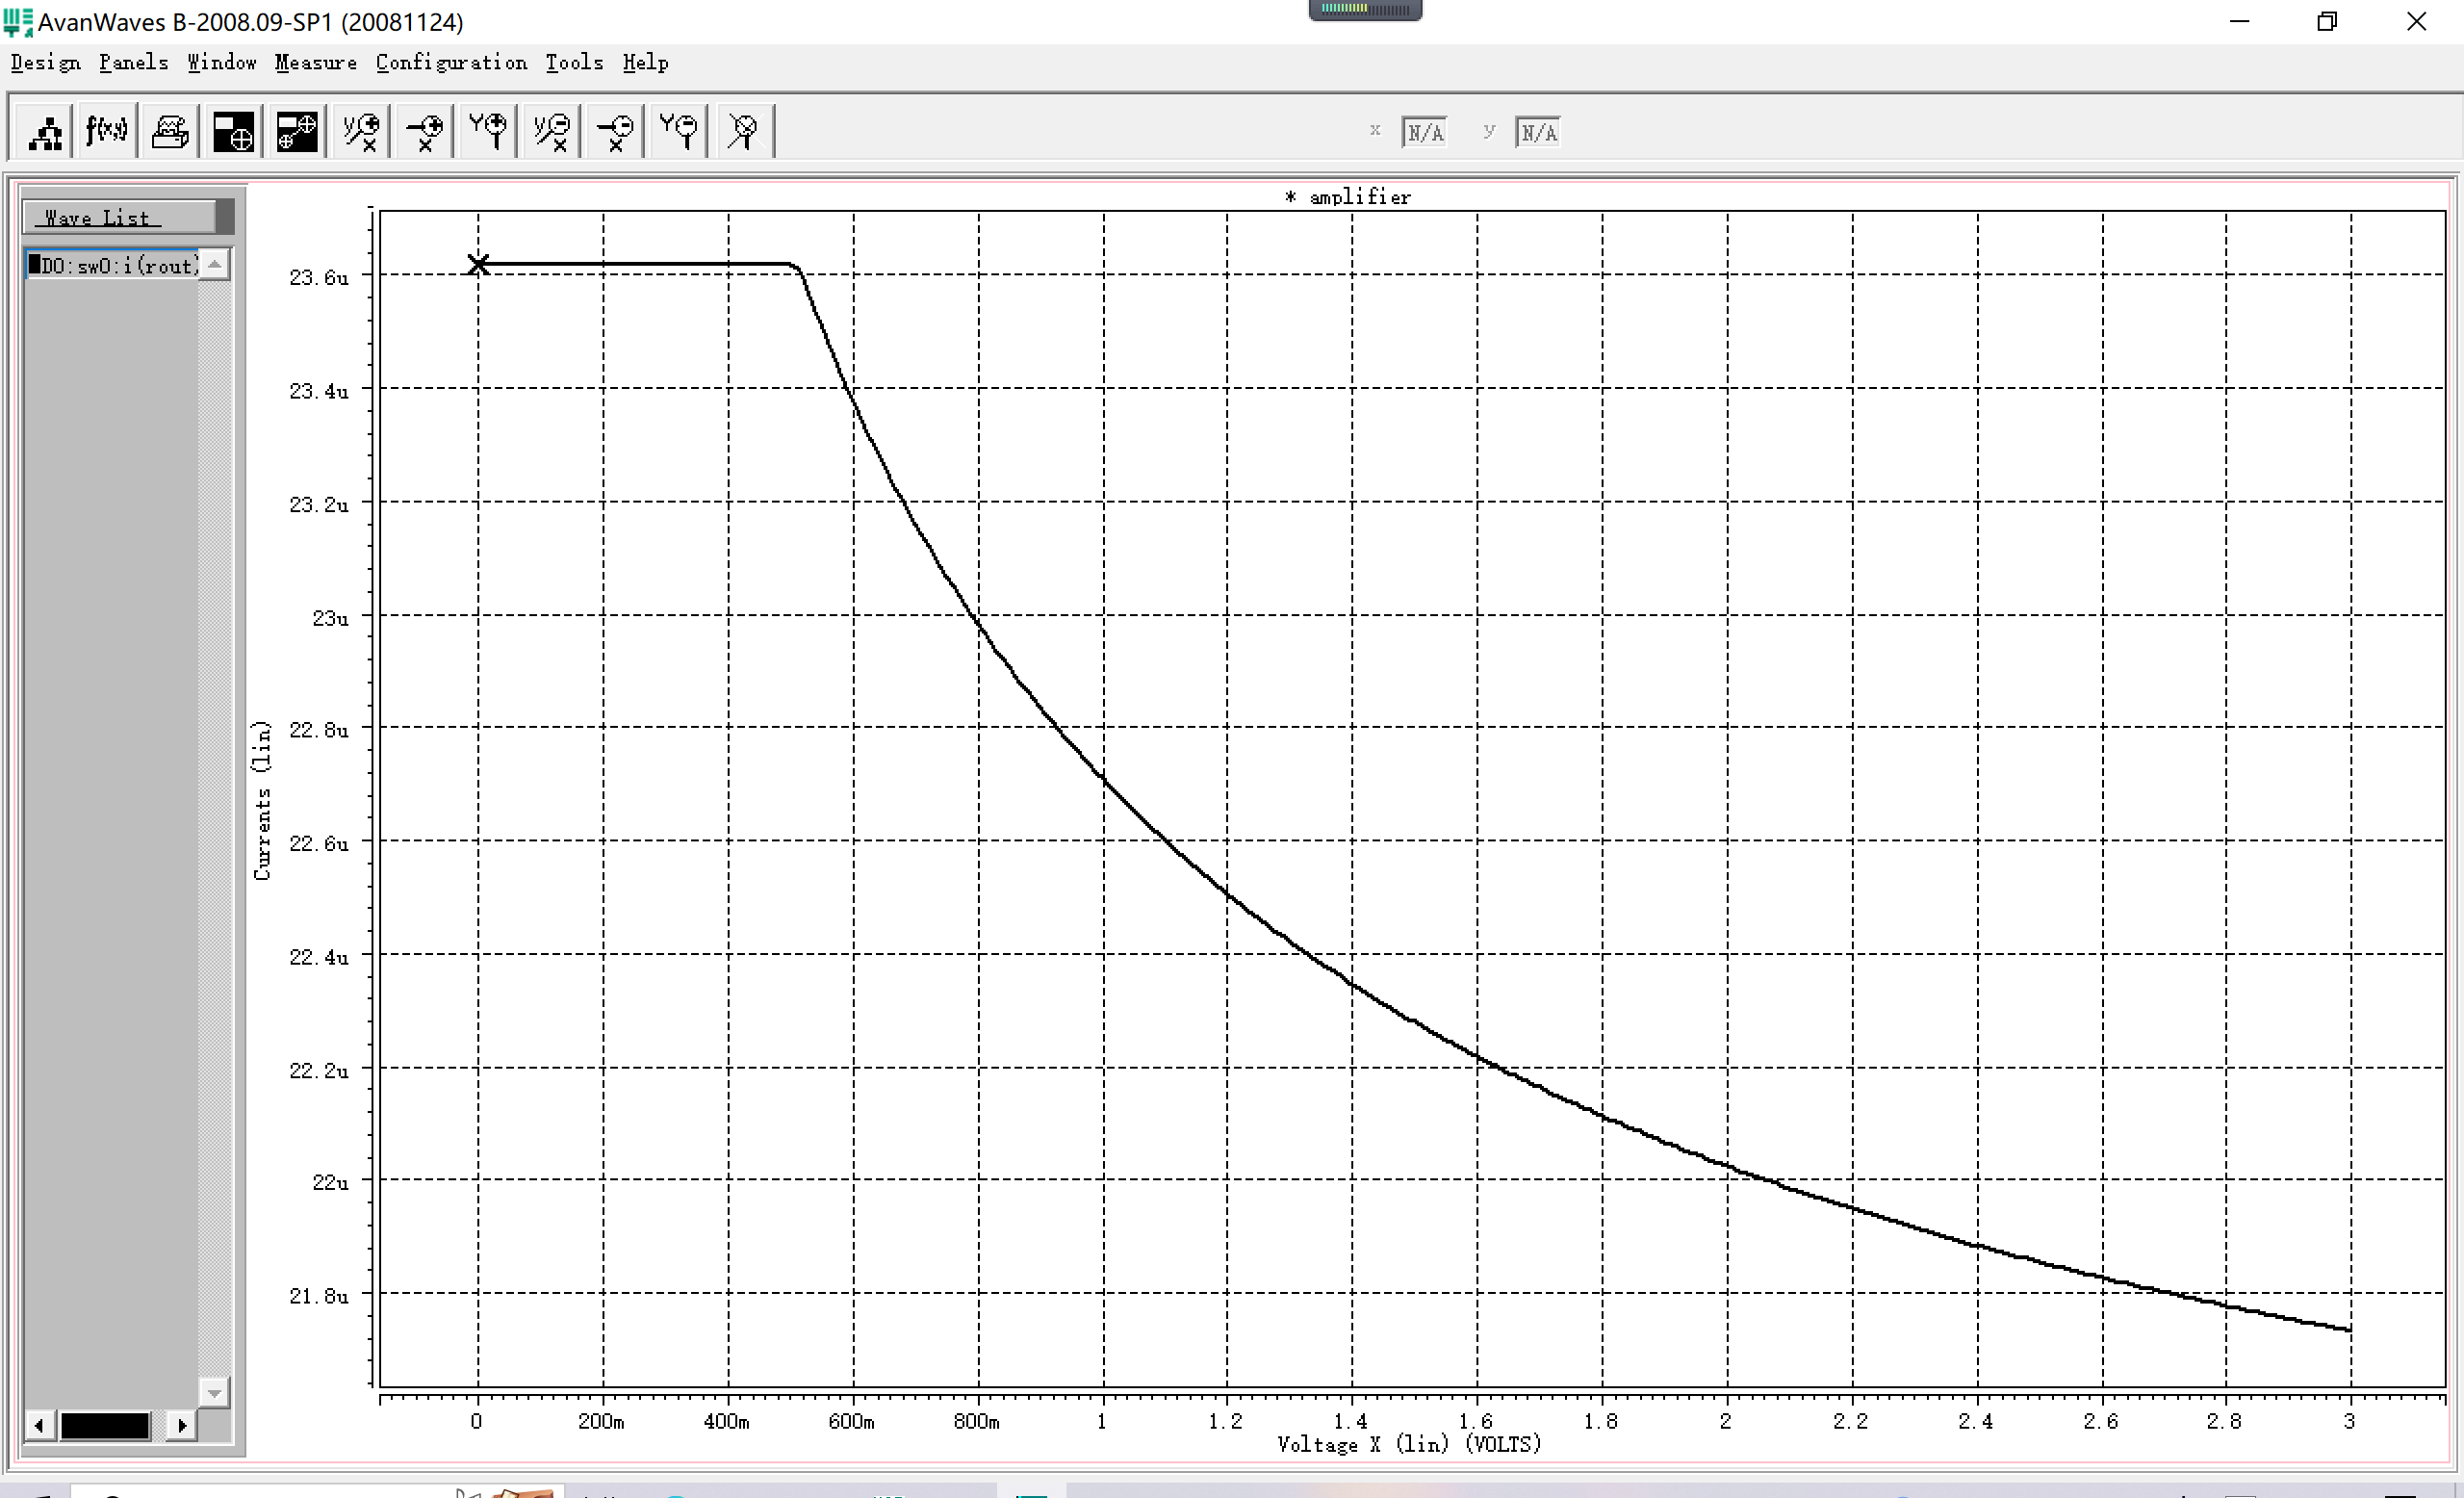 AvanWaves B-2008.09-SP1 (20081124)
Design Panels Window Measure Configuration Tools Help
f(x,y)
x N/A y N/A
* amplifier
Wave List
D0:sw0:i(rout)
23.6u
23.4u
23.2u
23u
22.8u
22.6u
22.4u
22.2u
22u
21.8u
Currents (lin)
0 200m 400m 600m 800m 1 1.2 1.4 1.6 1.8 2 2.2 2.4 2.6 2.8 3
Voltage X (lin) (VOLTS)